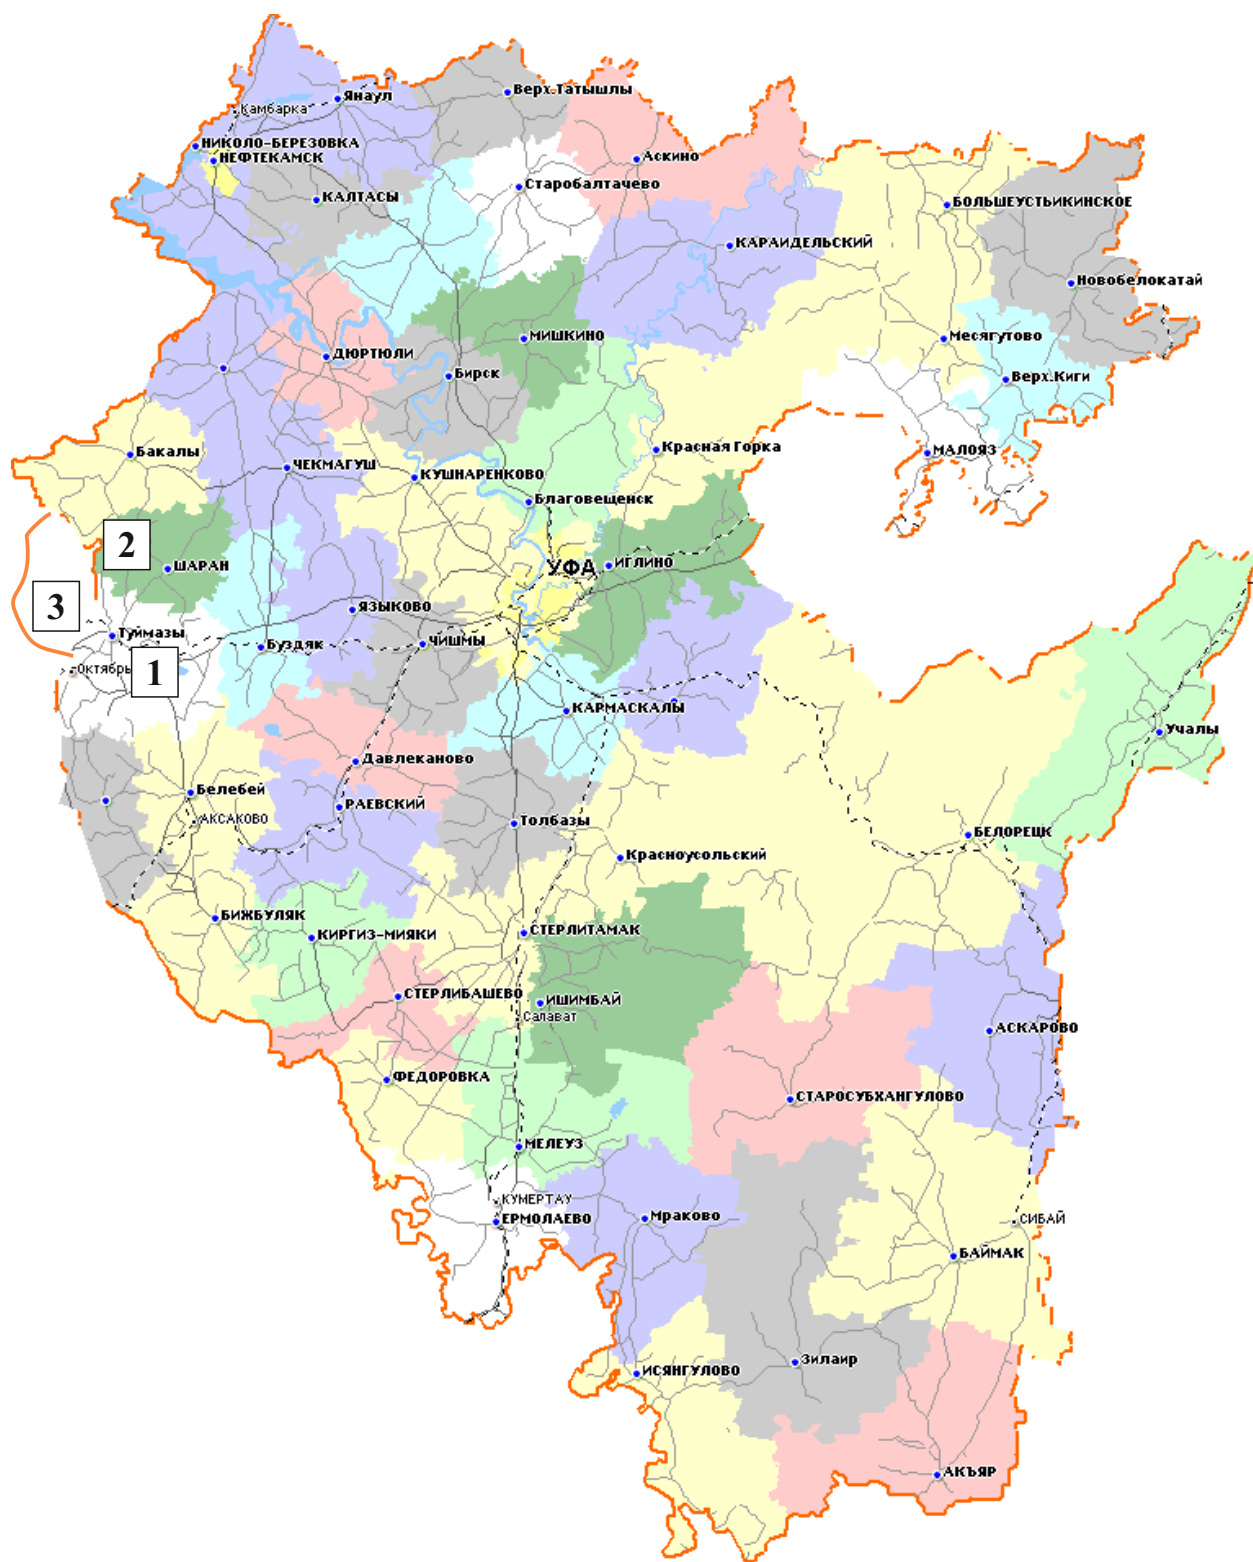 Верх.Татышлы
Янаул
Камбарка
НИКОЛО-БЕРЕЗОВКА
НЕФТЕКАМСК
Аскино
Старобалтачево
КАЛТАСЫ
БОЛЬШЕУСТЬИКИНСКОЕ
КАРАИДЕЛЬСКИЙ
Новобелокатай
МИШКИНО
Месягутово
ДЮРТЮЛИ
Бирск
Верх.Киги
Бакалы
Красная Горка
МАЛОЯЗ
ЧЕКМАГУШ
КУШНАРЕНКОВО
Благовещенск
2
ШАРАН
УФА
ИГЛИНО
3
ЯЗЫКОВО
Туймазы
Буздяк
ЧИШМЫ
Октябрь
1
КАРМАСКАЛЫ
Учалы
Давлеканово
Белебей
РАЕВСКИЙ
АКСАКОВО
Толбазы
БЕЛОРЕЦК
Красноусольский
БИЖБУЛЯК
КИРГИЗ-МИЯКИ
СТЕРЛИТАМАК
СТЕРЛИБАШЕВО
ИШИМБАЙ
Салават
АСКАРОВО
ФЕДОРОВКА
СТАРОСУБХАНГУЛОВО
МЕЛЕУЗ
КУМЕРТАУ
ЕРМОЛАЕВО
Мраково
СИБАЙ
БАЙМАК
Зилаир
ИСЯНГУЛОВО
АКЪЯР